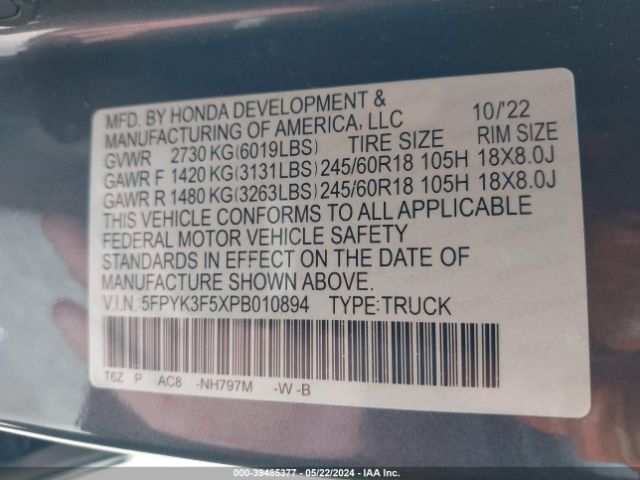 MFD. BY HONDA DEVELOPMENT & 10/'22
MANUFACTURING OF AMERICA, LLC
GVWR 2730 KG(6019LBS) TIRE SIZE RIM SIZE
GAWR F 1420 KG(3131LBS) 245/60R18 105H 18X8.0J
GAWR R 1480 KG(3263LBS) 245/60R18 105H 18X8.0J
THIS VEHICLE CONFORMS TO ALL APPLICABLE
FEDERAL MOTOR VEHICLE SAFETY
STANDARDS IN EFFECT ON THE DATE OF
MANUFACTURE SHOWN ABOVE.
V.I.N.:5FPYK3F5XPB010894 TYPE:TRUCK
T6Z P AC8 -NH797M -W -B
000-39485377 - 05/22/2024 - IAA Inc.